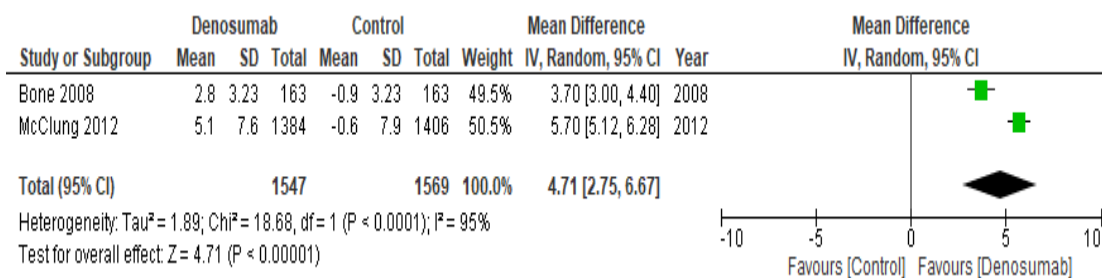 Denosumab Control Mean Difference Mean Difference
Study or Subgroup Mean SD Total Mean SD Total Weight IV, Random, 95% CI Year IV, Random, 95% CI
Bone 2008 2.8 3.23 163 -0.9 3.23 163 49.5% 3.70 [3.00, 4.40] 2008
McClung 2012 5.1 7.6 1384 -0.6 7.9 1406 50.5% 5.70 [5.12, 6.28] 2012
Total (95% CI) 1547 1569 100.0% 4.71 [2.75, 6.67]
Heterogeneity: Tau² = 1.89; Chi² = 18.68, df = 1 (P < 0.0001); I² = 95%
Test for overall effect: Z = 4.71 (P < 0.00001)
-10 -5 0 5 10
Favours [Control] Favours [Denosumab]